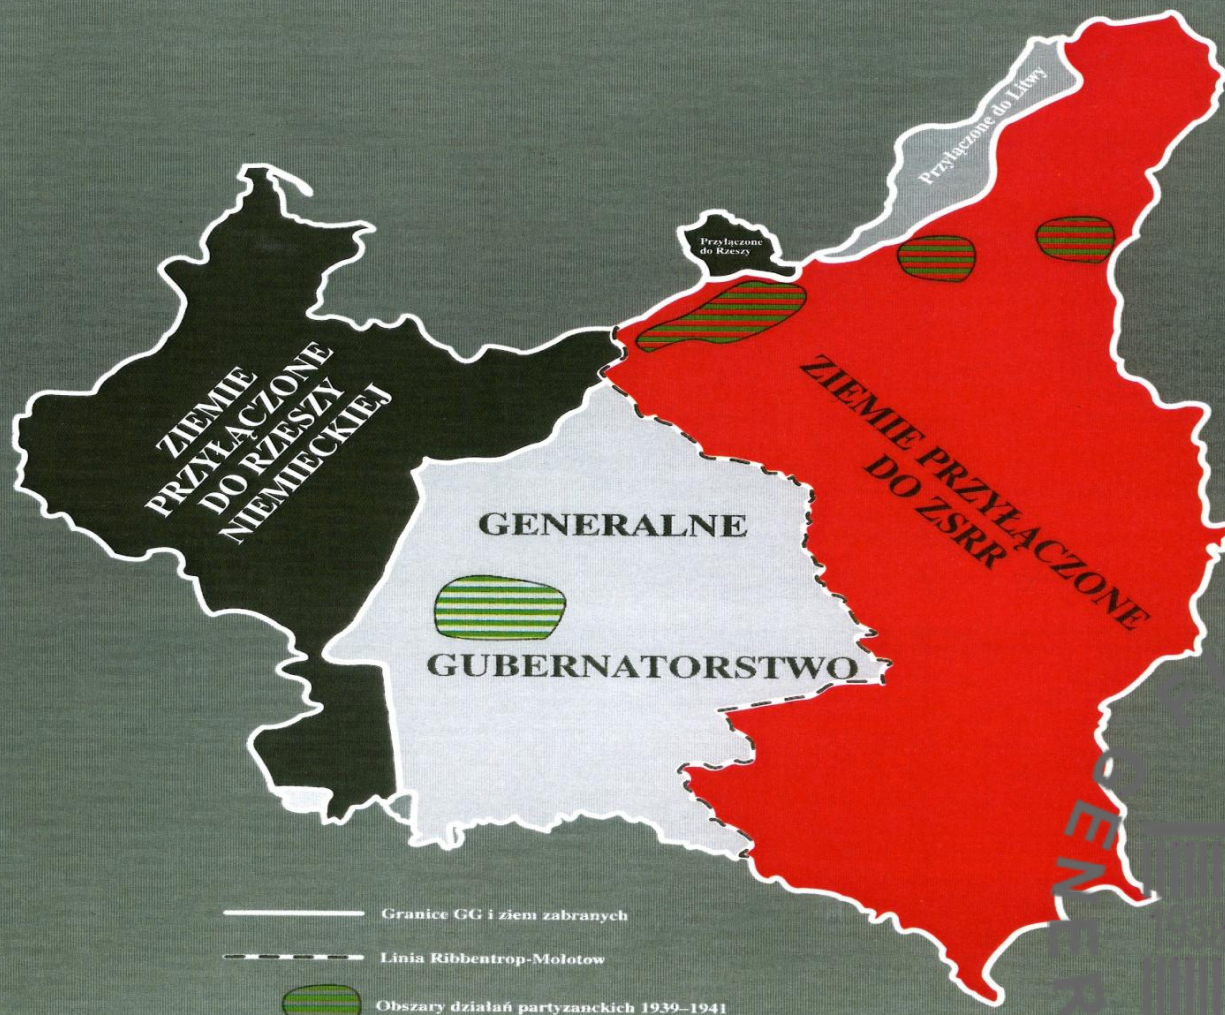 Przyłączone do Litwy
Przyłączone
do Rzeszy
ZIEMIE
PRZYŁĄCZONE
DO RZESZY
NIEMIECKIEJ
ZIEMIE PRZYŁĄCZONE
DO ZSRR
GENERALNE
GUBERNATORSTWO
Granice GG i ziem zabranych
Linia Ribbentrop-Mołotow
Obszary działań partyzanckich 1939–1941